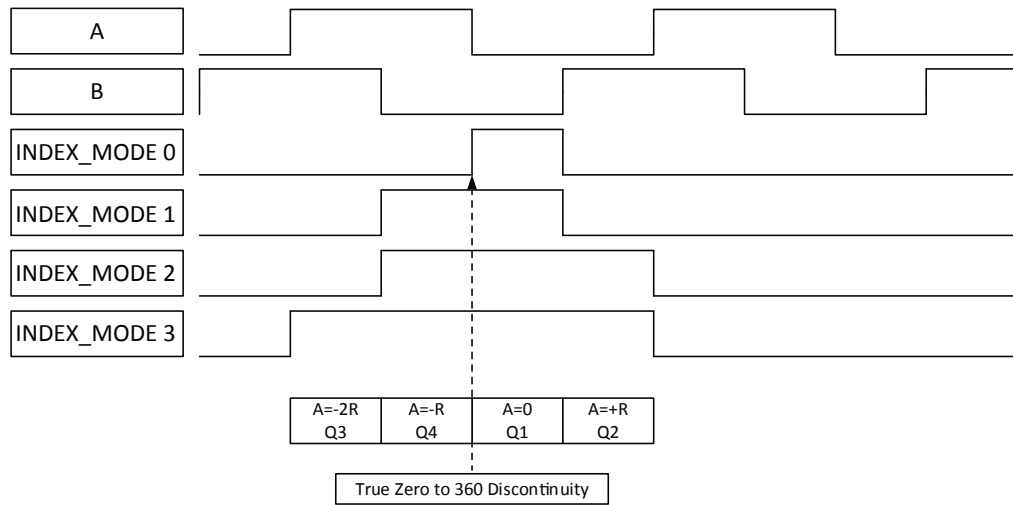 A
B
INDEX_MODE 0
INDEX_MODE 1
INDEX_MODE 2
INDEX_MODE 3
A=-2R A=-R A=0 A=+R
Q3 Q4 Q1 Q2
True Zero to 360 Discontinuity